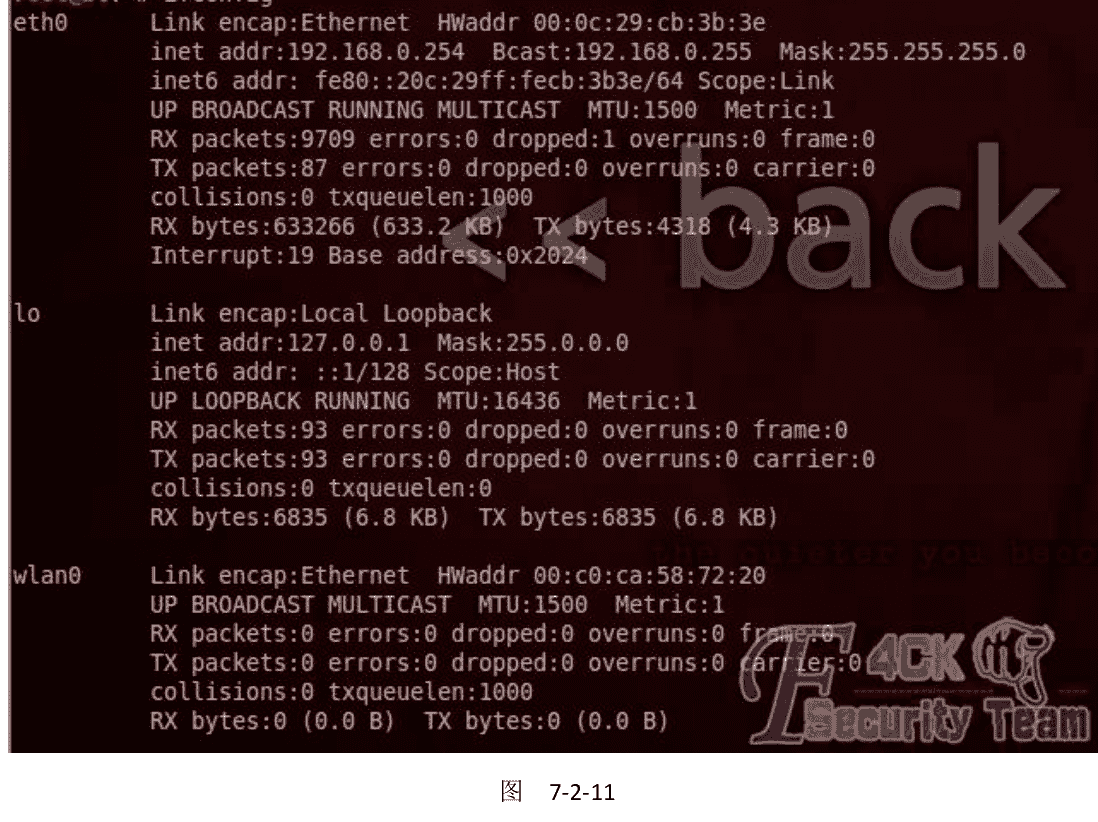 eth0      Link encap:Ethernet  HWaddr 00:0c:29:cb:3b:3e
          inet addr:192.168.0.254  Bcast:192.168.0.255  Mask:255.255.255.0
          inet6 addr: fe80::20c:29ff:fecb:3b3e/64 Scope:Link
          UP BROADCAST RUNNING MULTICAST  MTU:1500  Metric:1
          RX packets:9709 errors:0 dropped:1 overruns:0 frame:0
          TX packets:87 errors:0 dropped:0 overruns:0 carrier:0
          collisions:0 txqueuelen:1000
          RX bytes:633266 (633.2 KB)  TX bytes:4318 (4.3 KB)
          Interrupt:19 Base address:0x2024
<< back
lo        Link encap:Local Loopback
          inet addr:127.0.0.1  Mask:255.0.0.0
          inet6 addr: ::1/128 Scope:Host
          UP LOOPBACK RUNNING  MTU:16436  Metric:1
          RX packets:93 errors:0 dropped:0 overruns:0 frame:0
          TX packets:93 errors:0 dropped:0 overruns:0 carrier:0
          collisions:0 txqueuelen:0
          RX bytes:6835 (6.8 KB)  TX bytes:6835 (6.8 KB)
the quieter you beco
wlan0     Link encap:Ethernet  HWaddr 00:c0:ca:58:72:20
          UP BROADCAST MULTICAST  MTU:1500  Metric:1
          RX packets:0 errors:0 dropped:0 overruns:0 frame:0
          TX packets:0 errors:0 dropped:0 overruns:0 carrier:0
          collisions:0 txqueuelen:1000
          RX bytes:0 (0.0 B)  TX bytes:0 (0.0 B)
F4CK
Security Team
图 7-2-11